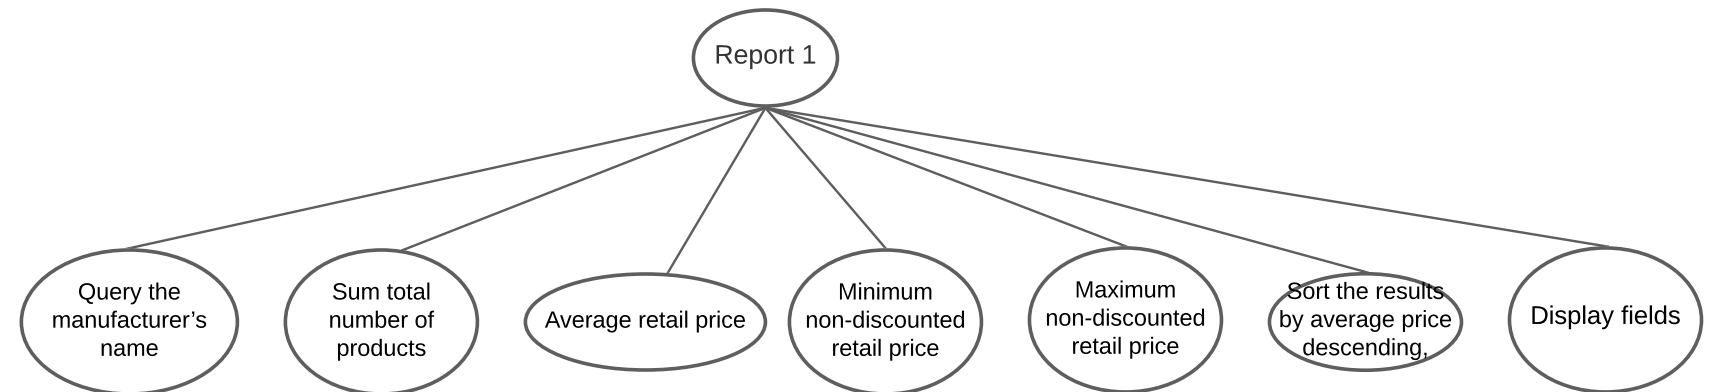 Report 1
Query the
manufacturer’s
name
Sum total
number of
products
Average retail price
Minimum
non-discounted
retail price
Maximum
non-discounted
retail price
Sort the results
by average price
descending,
Display fields